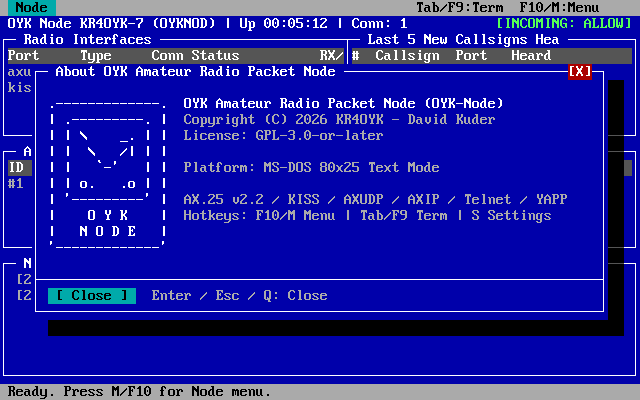 Node Tab/F9:Term F10/M:Menu
OYK Node KR4OYK-7 (OYKNOD) | Up 00:05:12 | Conn: 1 [INCOMING: ALLOW]
Radio Interfaces Last 5 New Callsigns Hea
Port Type Conn Status RX/ # Callsign Port Heard
axu
kis
About OYK Amateur Radio Packet Node [X]
OYK Amateur Radio Packet Node (OYK-Node)
Copyright (C) 2026 KR4OYK - David Kuder
License: GPL-3.0-or-later
Platform: MS-DOS 80x25 Text Mode
AX.25 v2.2 / KISS / AXUDP / AXIP / Telnet / YAPP
Hotkeys: F10/M Menu | Tab/F9 Term | S Settings
O Y K
N O D E
A
ID
#1
N
[2
[2
[ Close ] Enter / Esc / Q: Close
Ready. Press M/F10 for Node menu.